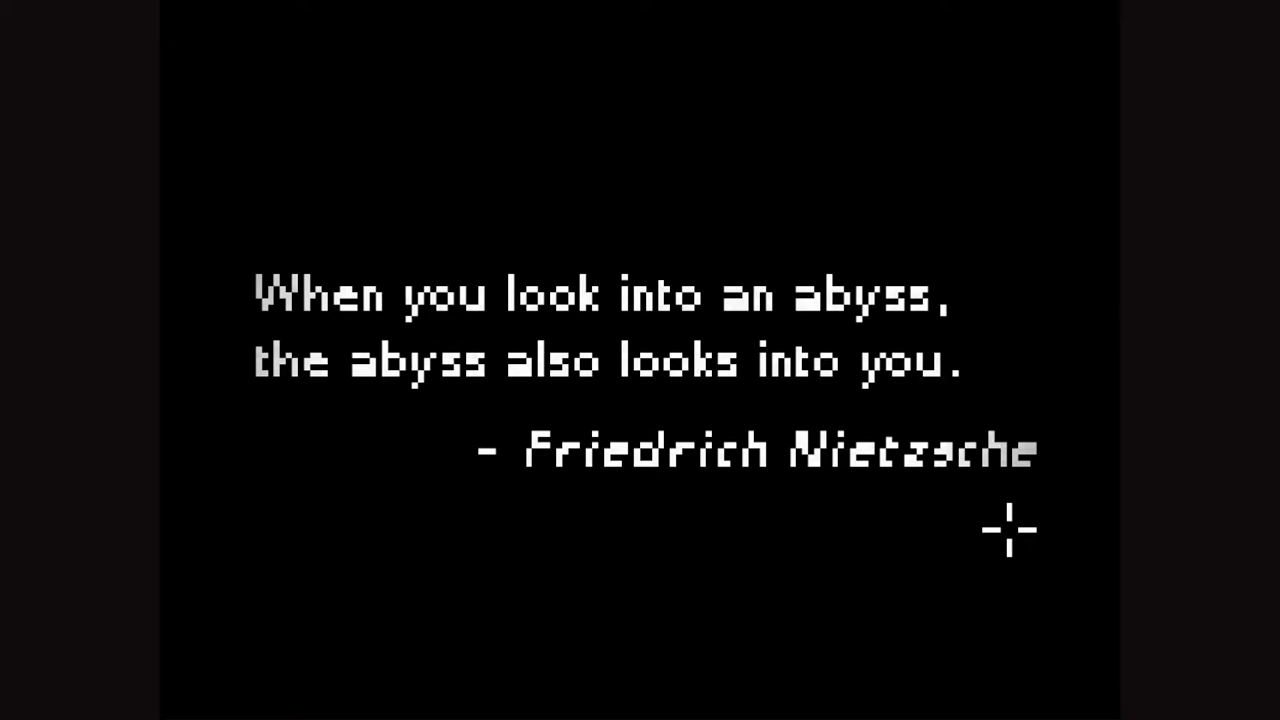 When you look into an abyss,
the abyss also looks into you.
- Friedrich Nietzsche